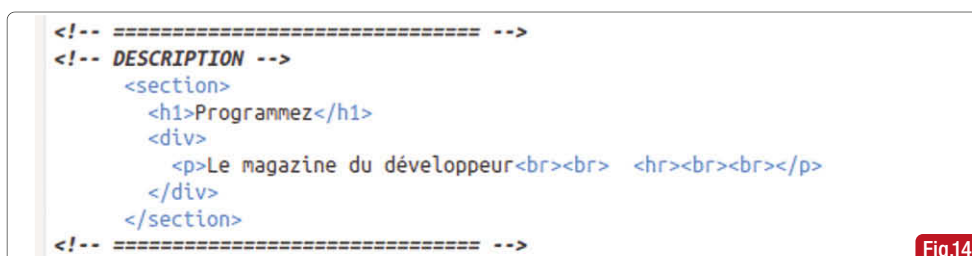 <!-- =============================== -->
<!-- DESCRIPTION -->
<section>
<h1>Programmez</h1>
<div>
<p>Le magazine du développeur<br><br>  <hr><br><br></p>
</div>
</section>
<!-- =============================== -->
Fig.14